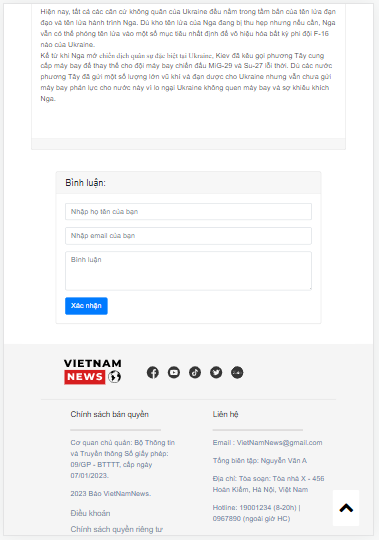 Hiện nay, tất cả các căn cứ không quân của Ukraine đều nằm trong tầm bắn của tên lửa đạn
đạo và tên lửa hành trình Nga. Dù kho tên lửa của Nga đang bị thu hẹp nhưng nếu cần, Nga
vẫn có thể phóng tên lửa vào một số mục tiêu nhất định để vô hiệu hóa bất kỳ phi đội F-16
nào của Ukraine.
Kể từ khi Nga mở chiến dịch quân sự đặc biệt tại Ukraine, Kiev đã kêu gọi phương Tây cung
cấp máy bay để thay thế cho đội máy bay chiến đấu MiG-29 và Su-27 lỗi thời. Dù các nước
phương Tây đã gửi một số lượng lớn vũ khí và đạn dược cho Ukraine nhưng vẫn chưa gửi
máy bay phản lực cho nước này vì lo ngại Ukraine không quen máy bay và sợ khiêu khích
Nga.
Bình luận:
Nhập họ tên của bạn
Nhập email của bạn
Bình luận
Xác nhận
VIETNAM
NEWS
Chính sách bản quyền
Cơ quan chủ quản: Bộ Thông tin
và Truyền thông Số giấy phép:
09/GP - BTTTT, cấp ngày
07/01/2023.
2023 Báo VietNamNews.
Điều khoản
Chính sách quyền riêng tư
Liên hệ
Email : VietNamNews@gmail.com
Tổng biên tập: Nguyễn Văn A
Địa chỉ: Tòa soạn: Tòa nhà X - 456
Hoàn Kiếm, Hà Nội, Việt Nam
Hotline: 19001234 (8-20h) |
0967890 (ngoài giờ HC)